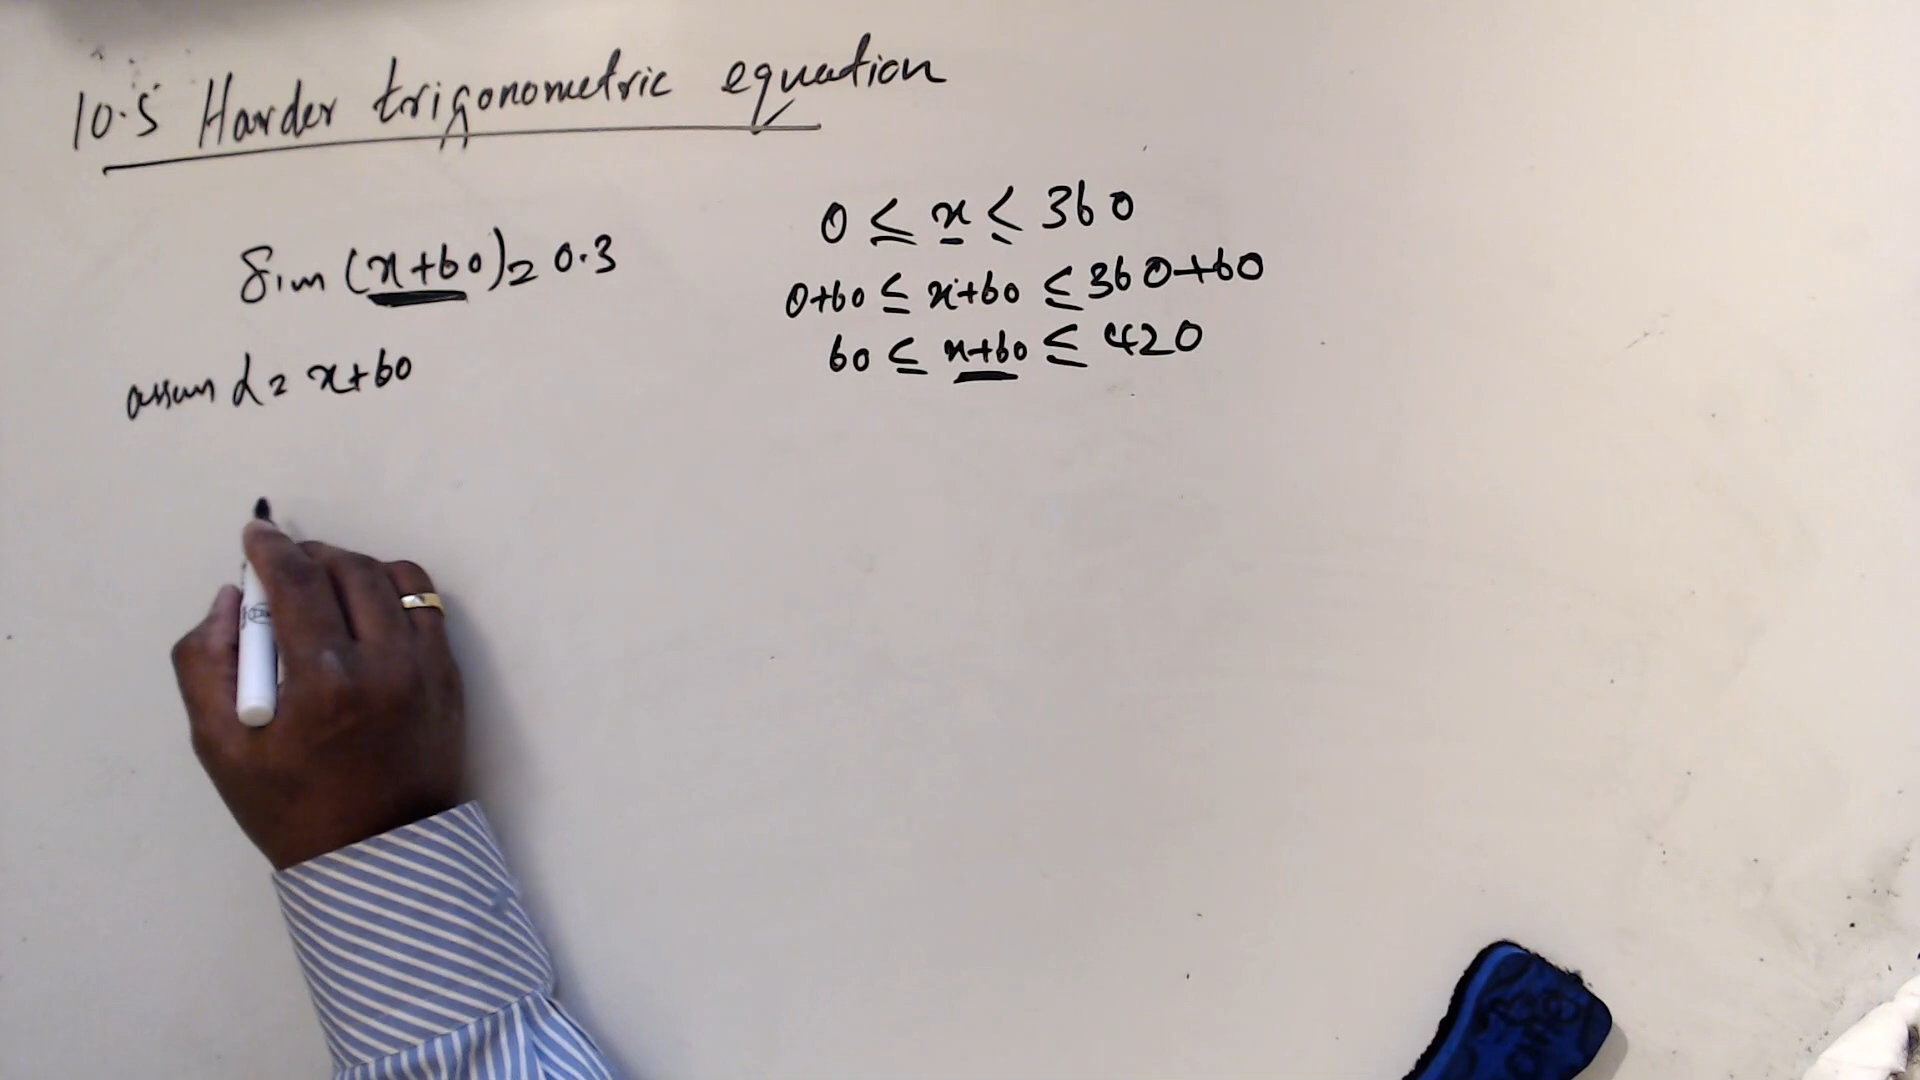 10.5 Harder trigonometric equation
sin (x+60) = 0.3
assum α = x+60
0 ≤ x ≤ 360
0+60 ≤ x+60 ≤ 360+60
60 ≤ x+60 ≤ 420